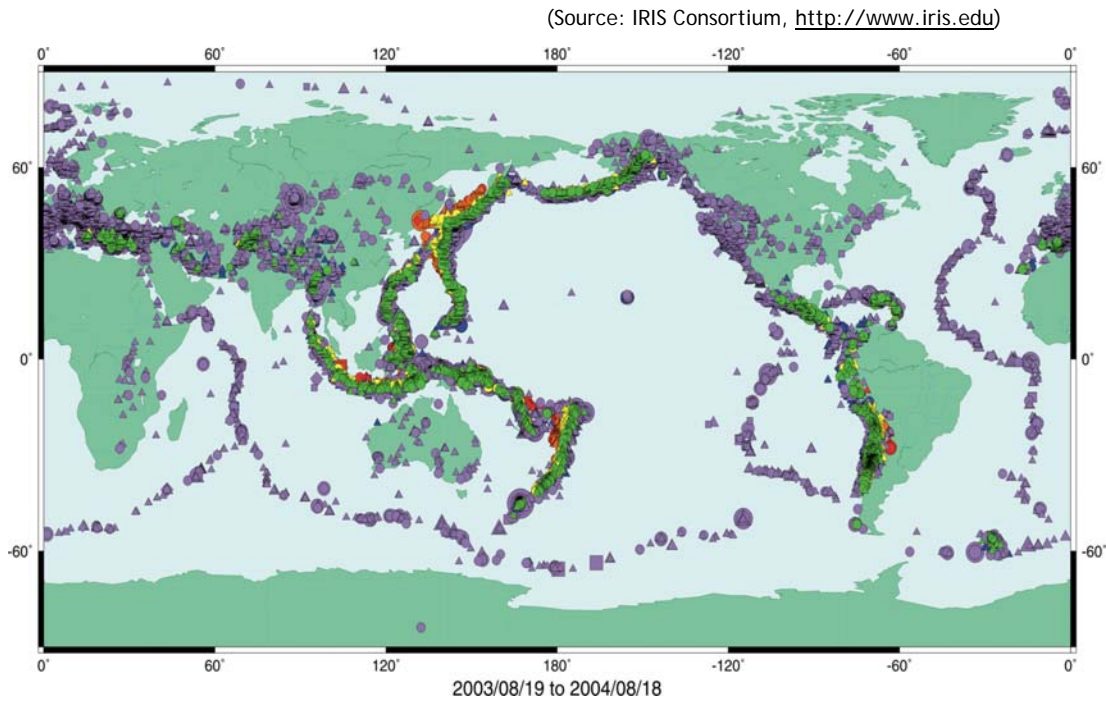 (Source: IRIS Consortium, http://www.iris.edu)
0˚ 60˚ 120˚ 180˚ -120˚ -60˚ 0˚
60˚ 60˚
0˚ 0˚
-60˚ -60˚
0˚ 60˚ 120˚ 180˚ -120˚ -60˚ 0˚
2003/08/19 to 2004/08/18